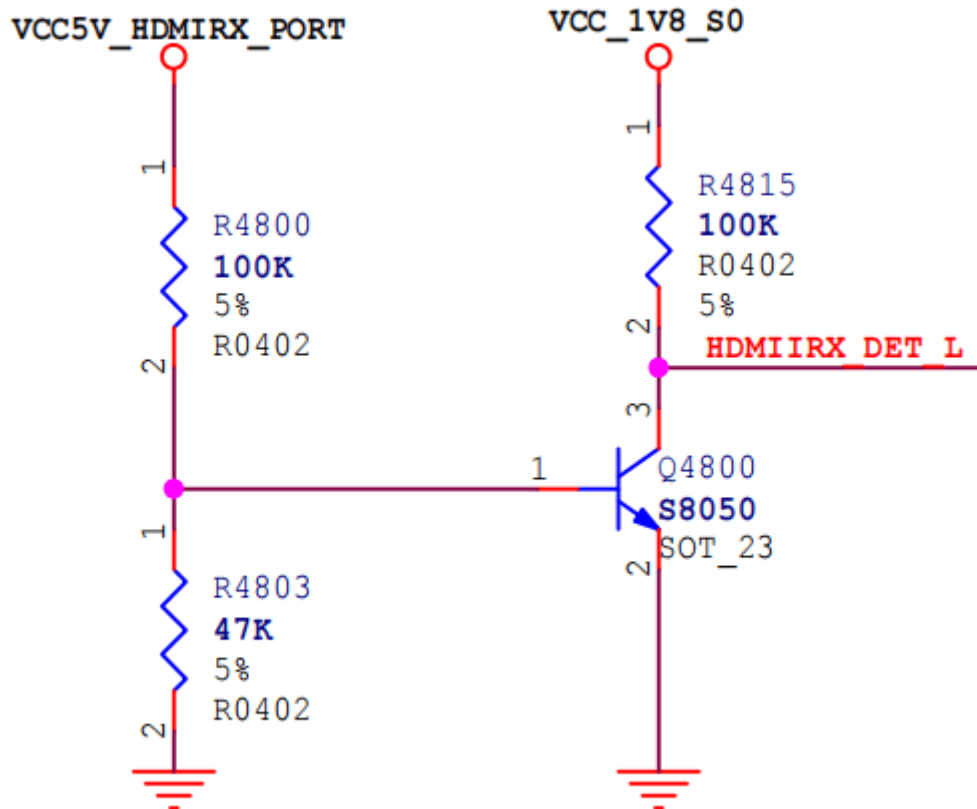 VCC5V_HDMIRX_PORT
VCC_1V8_S0
1
R4800
100K
5%
R0402
2
1
R4815
100K
R0402
5%
2
HDMIIRX_DET_L
3
1
Q4800
S8050
SOT_23
2
1
R4803
47K
5%
R0402
2